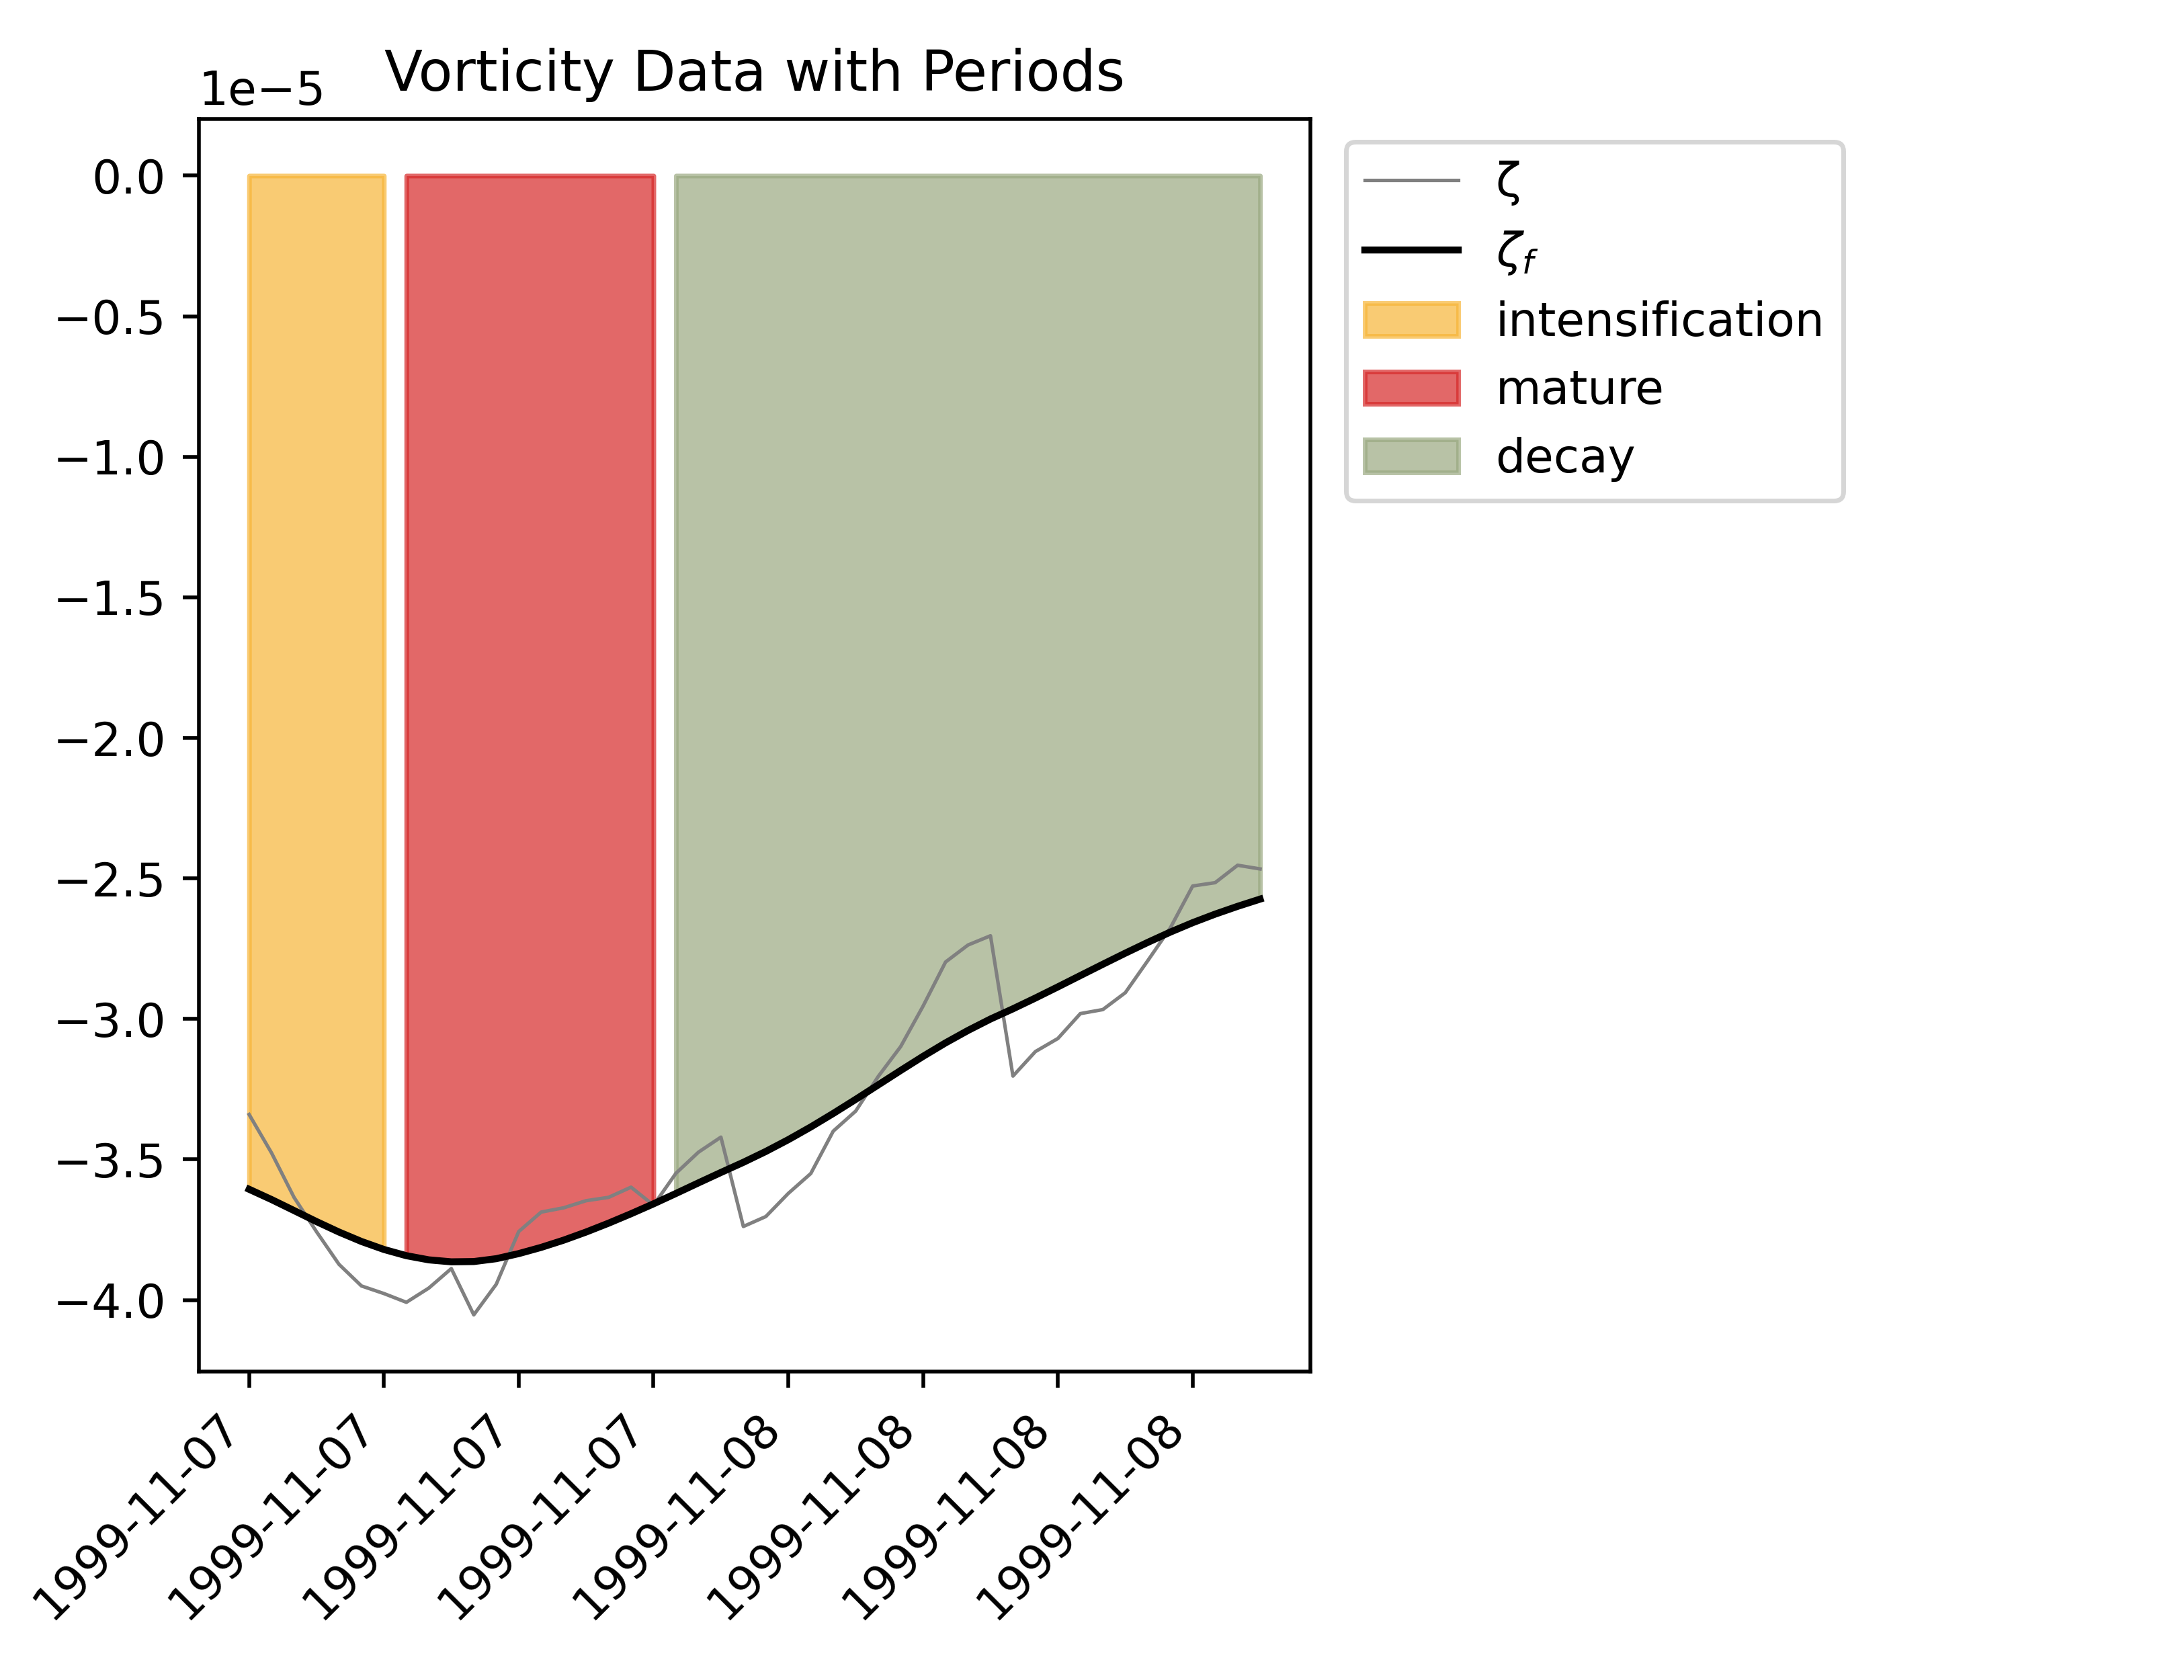 Vorticity Data with Periods
1e−5
0.0
−0.5
−1.0
−1.5
−2.0
−2.5
−3.0
−3.5
−4.0
1999-11-07
1999-11-07
1999-11-07
1999-11-07
1999-11-08
1999-11-08
1999-11-08
1999-11-08
ζ
ζf
intensification
mature
decay